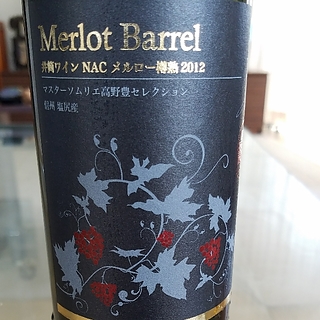 Merlot Barrel
井筒ワイン NAC メルロー樽熟 2012
マスターソムリエ高野豊セレクション
信州 塩尻産